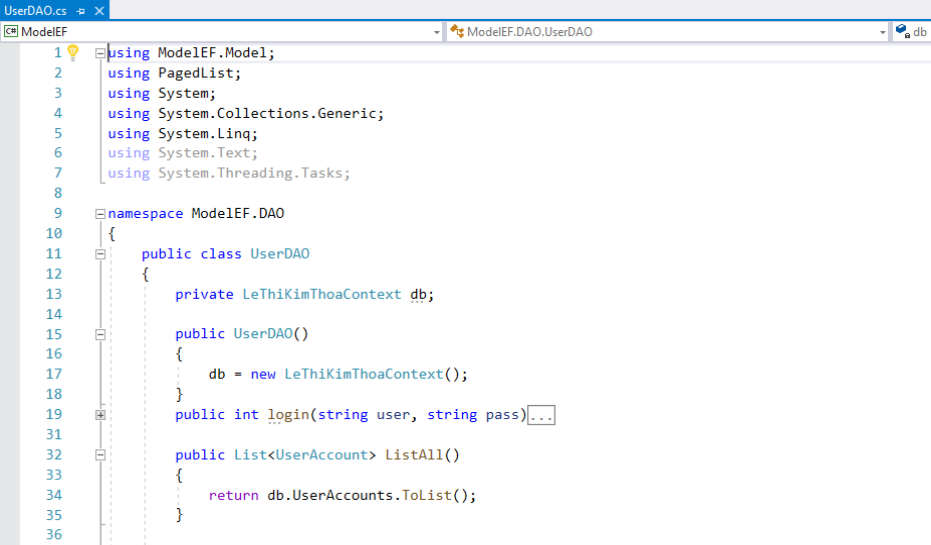 UserDAO.cs
C# ModelEF ModelEF.DAO.UserDAO db
1 using ModelEF.Model;
2 using PagedList;
3 using System;
4 using System.Collections.Generic;
5 using System.Linq;
6 using System.Text;
7 using System.Threading.Tasks;
8
9 namespace ModelEF.DAO
10 {
11 public class UserDAO
12 {
13 private LeThiKimThoaContext db;
14
15 public UserDAO()
16 {
17 db = new LeThiKimThoaContext();
18 }
19 public int login(string user, string pass)...
31
32 public List<UserAccount> ListAll()
33 {
34 return db.UserAccounts.ToList();
35 }
36